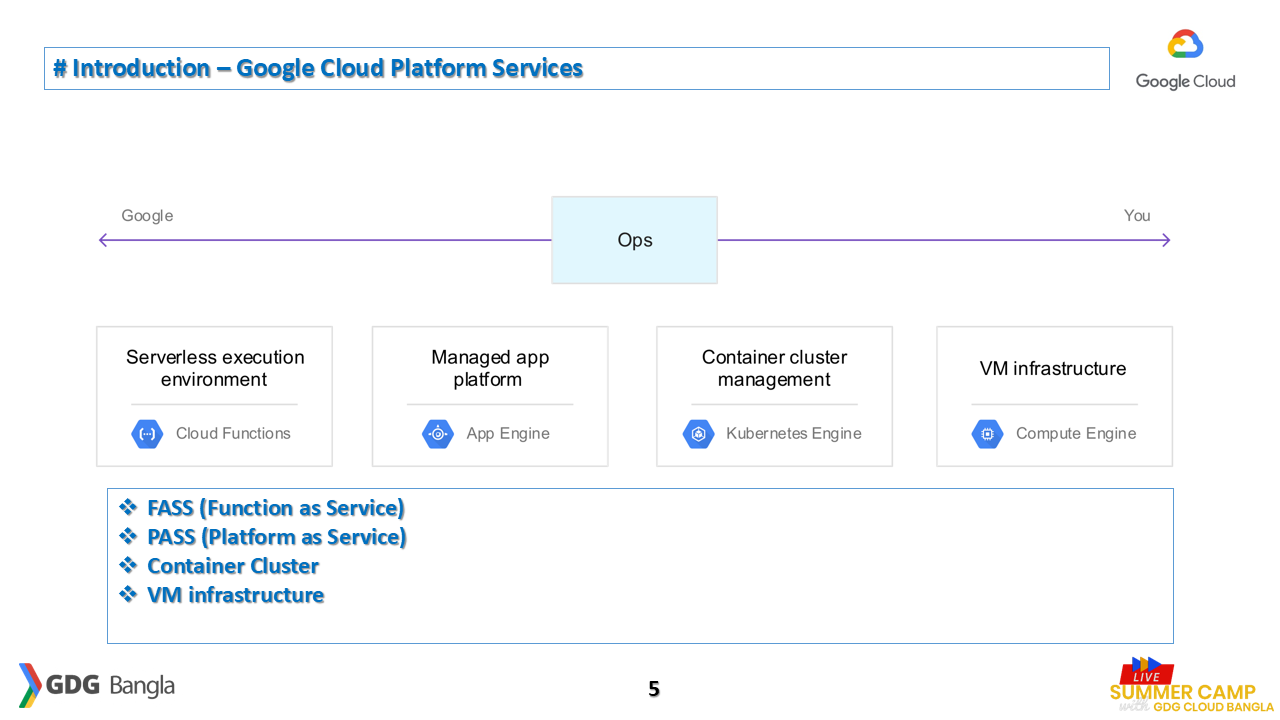 # Introduction – Google Cloud Platform Services
Google Cloud
Google
Ops
You
Serverless execution
environment
Cloud Functions
Managed app
platform
App Engine
Container cluster
management
Kubernetes Engine
VM infrastructure
Compute Engine
❖ FASS (Function as Service)
❖ PASS (Platform as Service)
❖ Container Cluster
❖ VM infrastructure
GDG Bangla
5
LIVE
SUMMER CAMP
with GDG CLOUD BANGLA